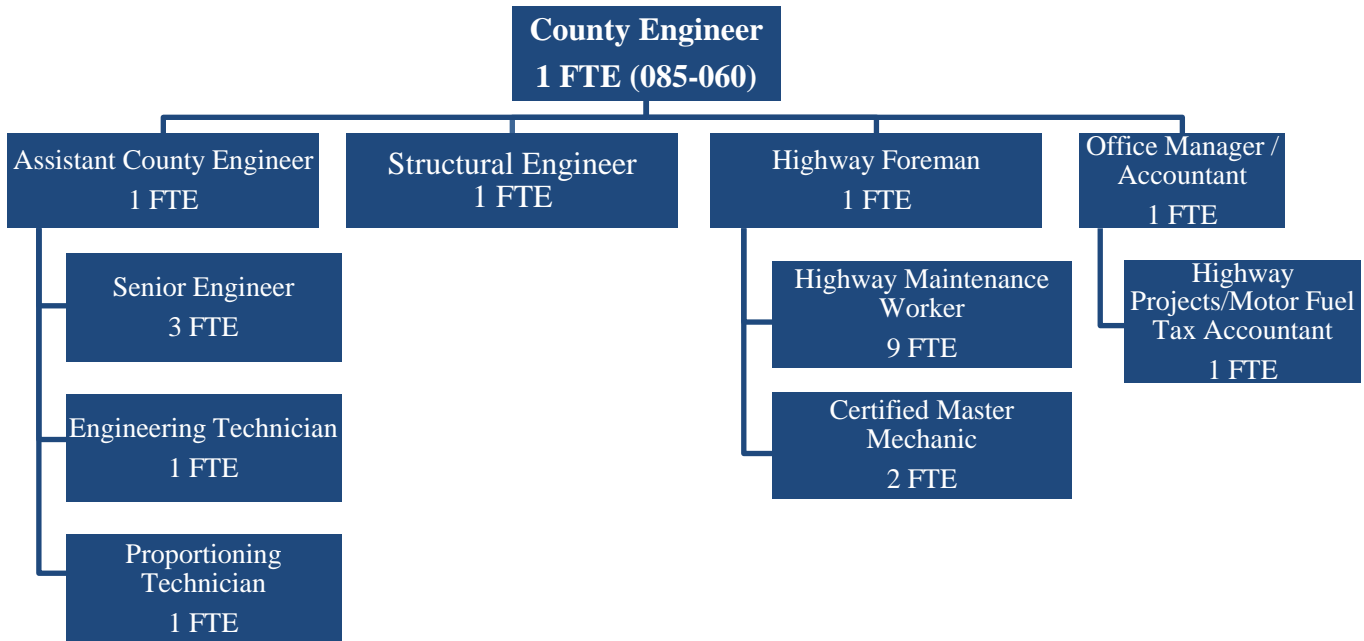 County Engineer
1 FTE (085-060)
Assistant County Engineer
1 FTE
Structural Engineer
1 FTE
Highway Foreman
1 FTE
Office Manager /
Accountant
1 FTE
Senior Engineer
3 FTE
Engineering Technician
1 FTE
Proportioning
Technician
1 FTE
Highway Maintenance
Worker
9 FTE
Certified Master
Mechanic
2 FTE
Highway
Projects/Motor Fuel
Tax Accountant
1 FTE